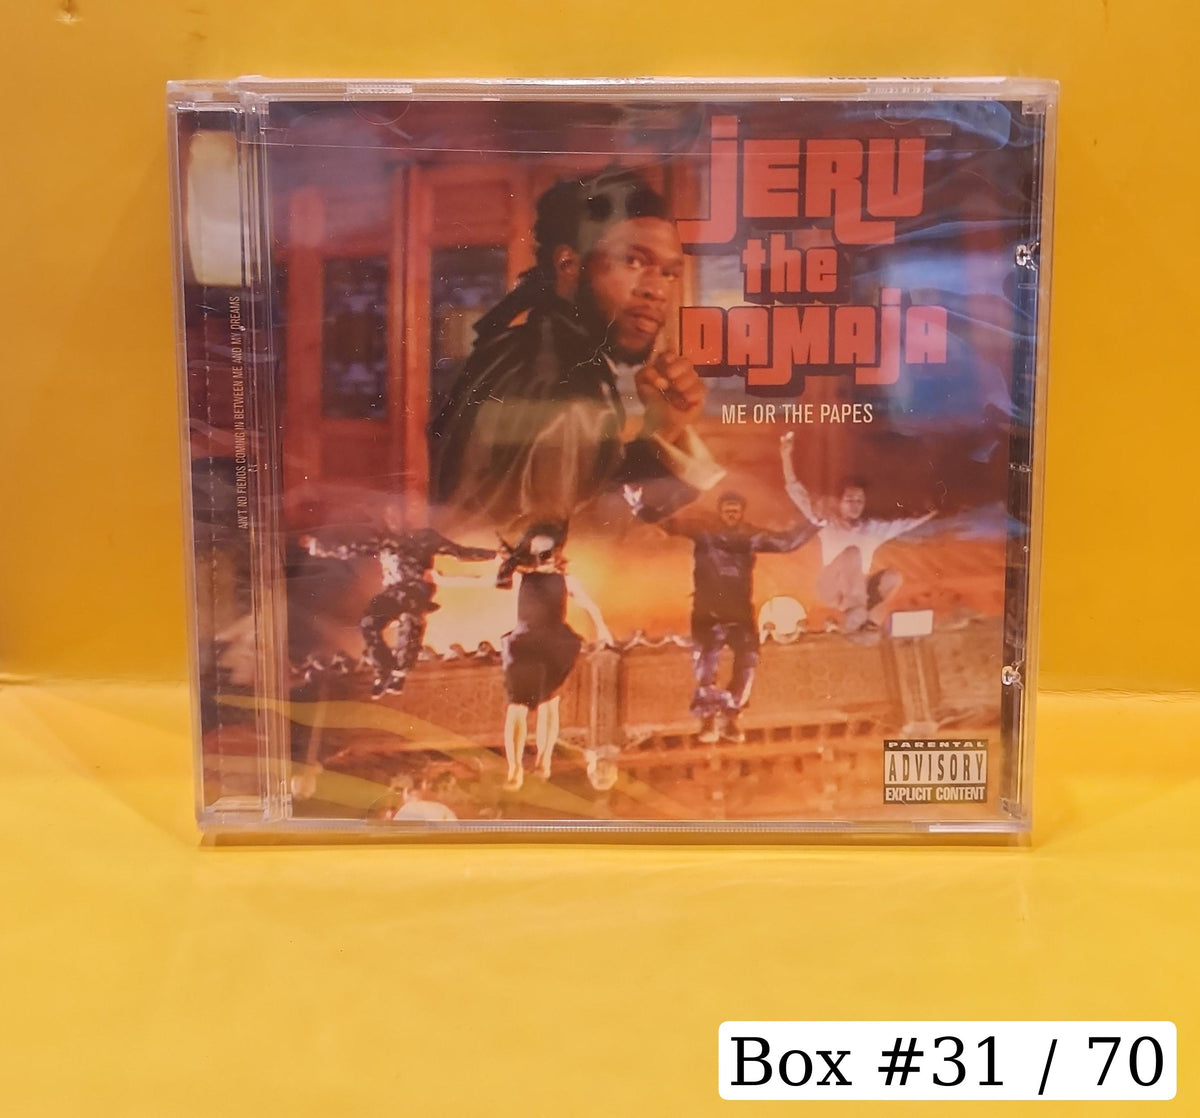 jERU
the
DAMAjA
ME OR THE PAPES
AIN'T NO FIENDS COMING IN BETWEEN ME AND MY DREAMS
PARENTAL
ADVISORY
EXPLICIT CONTENT
Box #31 / 70